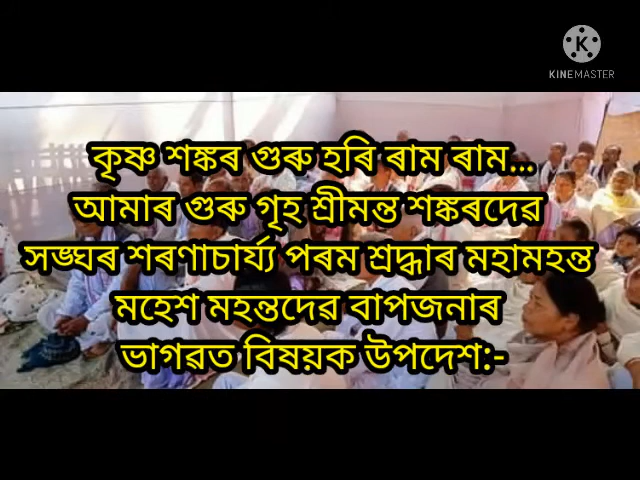 KINEMASTER
কৃষ্ণ শঙ্কৰ গুৰু হৰি ৰাম ৰাম...
আমাৰ গুৰু গৃহ শ্ৰীমন্ত শঙ্কৰদেৱ
সঙ্ঘৰ শৰণাচাৰ্য্য পৰম শ্ৰদ্ধাৰ মহামহন্ত
মহেশ মহন্তদেৱ বাপজনাৰ
ভাগৱত বিষয়ক উপদেশ:-